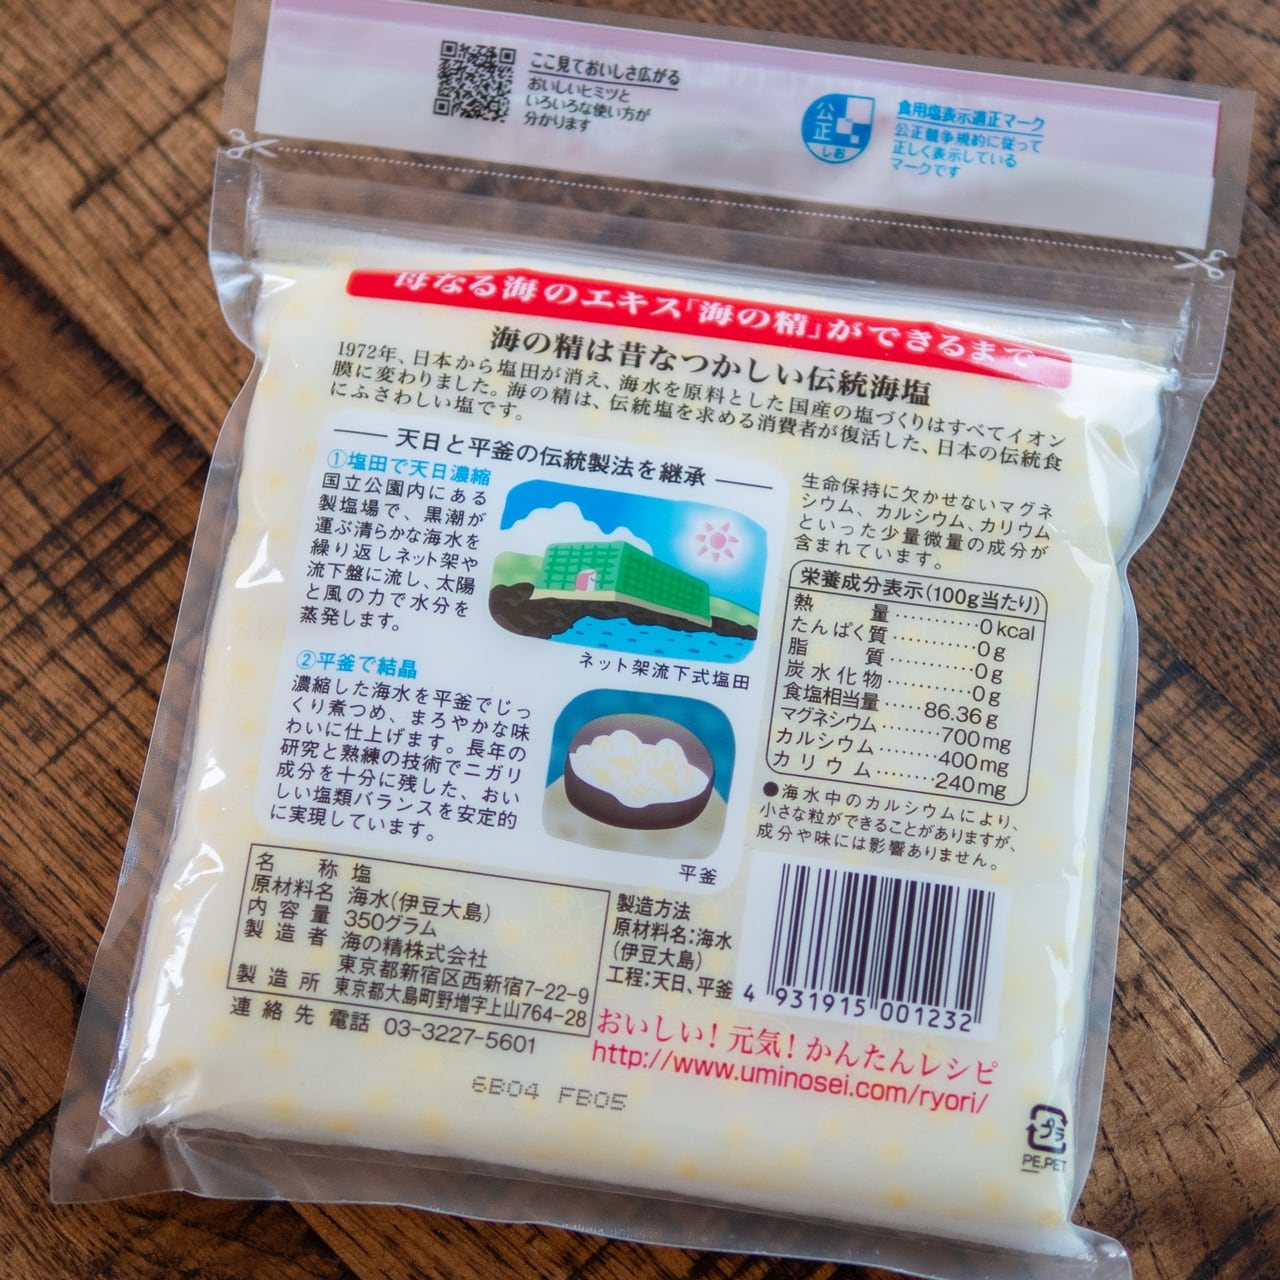 ここ見ておいしさ広がる
おいしいヒミツと
いろいろな使い方が
分かります
公正
しお
食用塩表示適正マーク
公正競争規約に従って
正しく表示している
マークです
母なる海のエキス「海の精」ができるまで
海の精は昔なつかしい伝統海塩
1972年、日本から塩田が消え、海水を原料とした国産の塩づくりはすべてイオン
膜に変わりました。海の精は、伝統塩を求める消費者が復活した、日本の伝統食
にふさわしい塩です。
天日と平釜の伝統製法を継承
①塩田で天日濃縮
国立公園内にある
製塩場で、黒潮が
運ぶ清らかな海水を
繰り返しネット架や
流下盤に流し、太陽
と風の力で水分を
蒸発します。
ネット架流下式塩田
②平釜で結晶
濃縮した海水を平釜でじっ
くり煮つめ、まろやかな味
わいに仕上げます。長年の
研究と熟練の技術でニガリ
成分を十分に残した、おい
しい塩類バランスを安定的
に実現しています。
平釜
生命保持に欠かせないマグネ
シウム、カルシウム、カリウム
といった少量微量の成分が
含まれています。
栄養成分表示(100g当たり)
熱量…………0kcal
たんぱく質…………0g
脂質…………0g
炭水化物…………0g
食塩相当量……86.36g
マグネシウム………700mg
カルシウム………400mg
カリウム………240mg
●海水中のカルシウムにより、
小さな粒ができることがありますが、
成分や味には影響ありません。
名称 塩
原材料名 海水(伊豆大島)
内容量 350グラム
製造者 海の精株式会社
東京都新宿区西新宿7-22-9
製造所 東京都大島町野増字上山764-28
連絡先 電話 03-3227-5601
製造方法
原材料名:海水
(伊豆大島)
工程:天日、平釜
4 931915 001232
おいしい!元気!かんたんレシピ
http://www.uminosei.com/ryori/
6B04 FB05
プラ
PE,PET